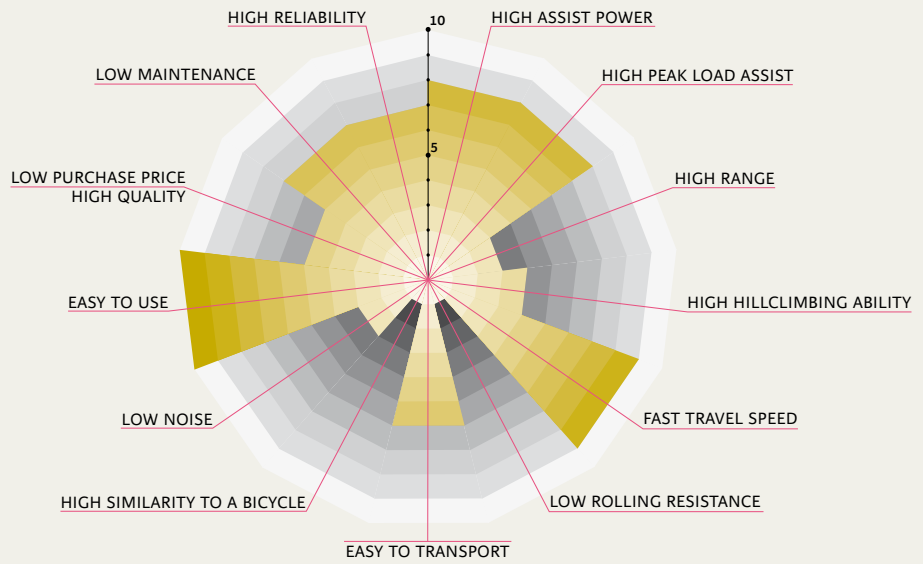 10
HIGH RELIABILITY
HIGH ASSIST POWER
LOW MAINTENANCE
HIGH PEAK LOAD ASSIST
5
LOW PURCHASE PRICE
HIGH QUALITY
HIGH RANGE
EASY TO USE
HIGH HILLCLIMBING ABILITY
LOW NOISE
FAST TRAVEL SPEED
HIGH SIMILARITY TO A BICYCLE
LOW ROLLING RESISTANCE
EASY TO TRANSPORT